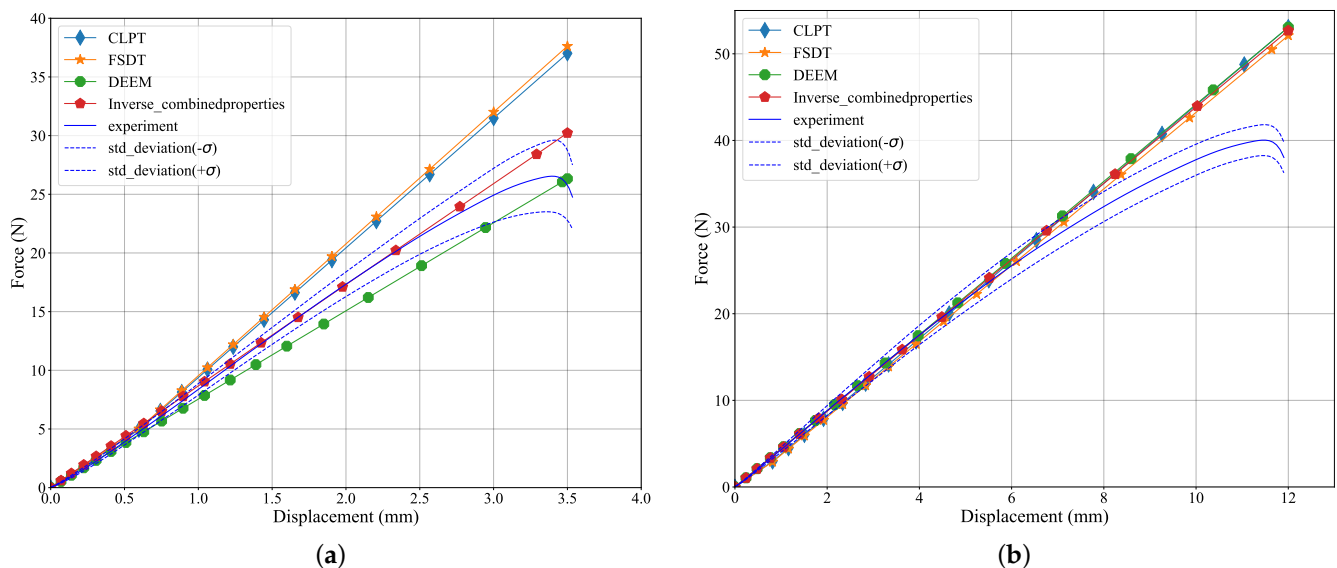 40
35
30
25
20
15
10
5
0
Force (N)
CLPT
FSDT
DEEM
Inverse_combinedproperties
experiment
std_deviation(-σ)
std_deviation(+σ)
0.0 0.5 1.0 1.5 2.0 2.5 3.0 3.5 4.0
Displacement (mm)
(a)
50
40
30
20
10
0
Force (N)
CLPT
FSDT
DEEM
Inverse_combinedproperties
experiment
std_deviation(-σ)
std_deviation(+σ)
0 2 4 6 8 10 12
Displacement (mm)
(b)